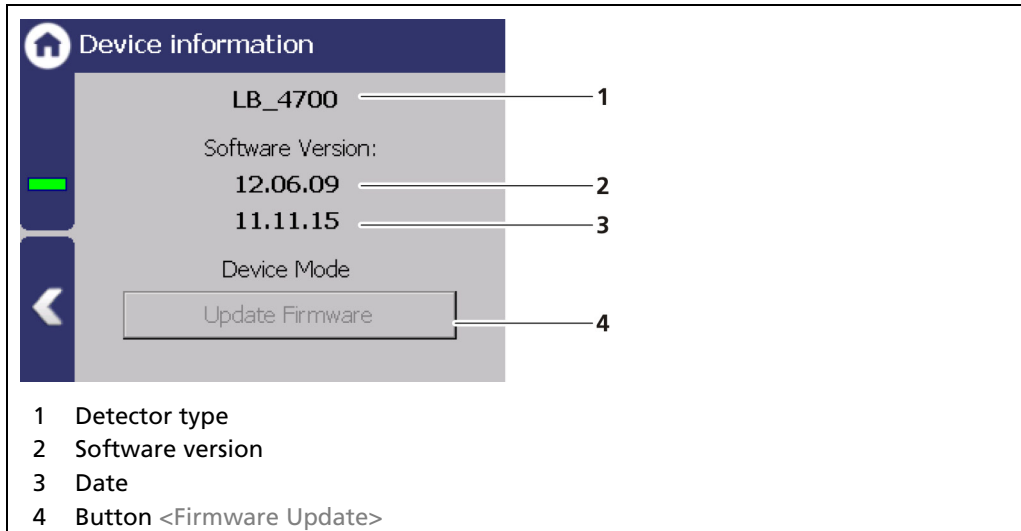 Device information
LB_4700
1
Software Version:
12.06.09
2
11.11.15
3
Device Mode
Update Firmware
4
1 Detector type
2 Software version
3 Date
4 Button <Firmware Update>